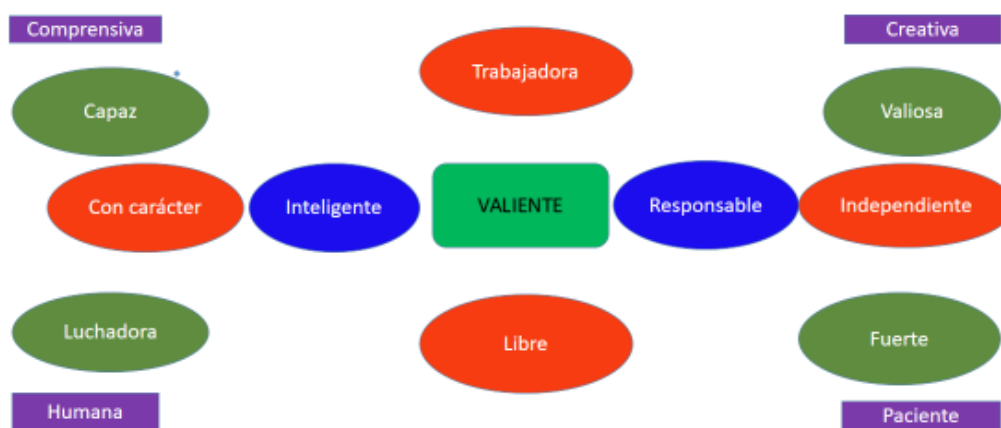 Comprensiva
Creativa
Trabajadora
Capaz
Valiosa
Con carácter
Inteligente
VALIENTE
Responsable
Independiente
Luchadora
Libre
Fuerte
Humana
Paciente